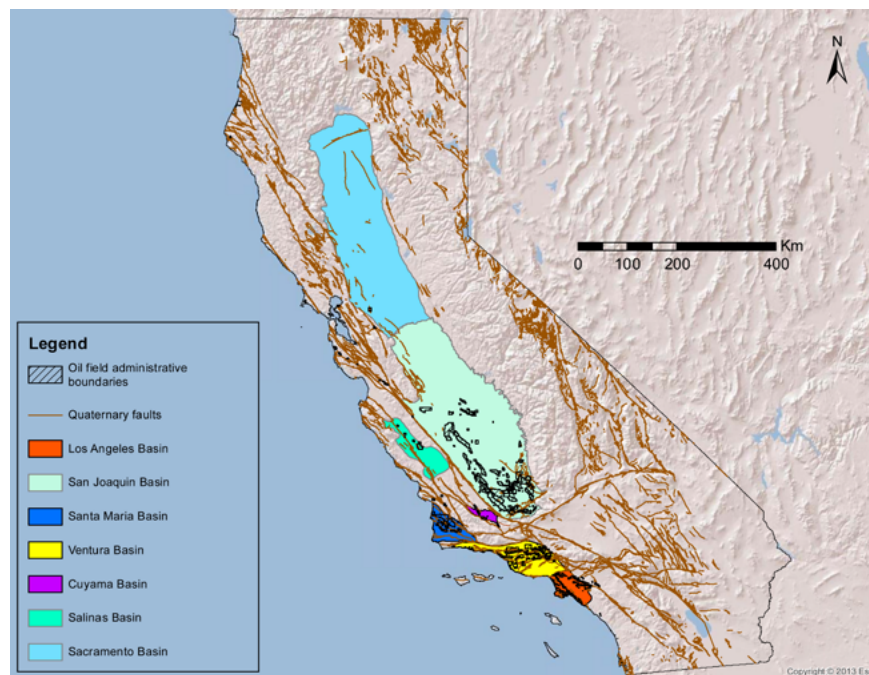 N
Km
0 100 200 400
Legend
Oil field administrative
boundaries
Quaternary faults
Los Angeles Basin
San Joaquin Basin
Santa Maria Basin
Ventura Basin
Cuyama Basin
Salinas Basin
Sacramento Basin
Copyright © 2013 Es